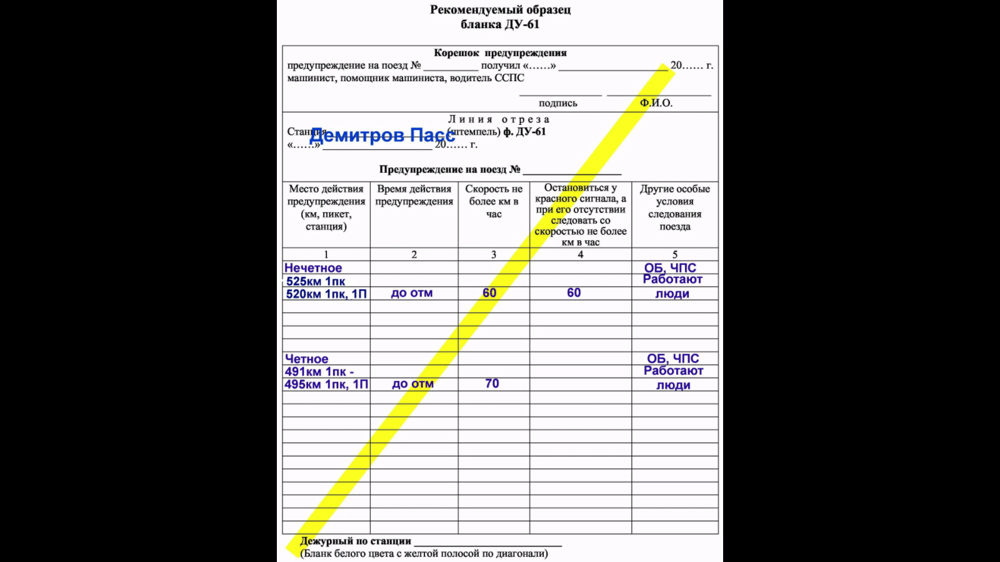 Рекомендуемый образец
бланка ДУ-61
Корешок предупреждения
предупреждение на поезд № __________ получил «……» ____________________ 20…… г.
машинист, помощник машиниста, водитель ССПС
_______________ ___________________
подпись Ф.И.О.
Линия отреза
Станция Демитров Пасс (штемпель) ф. ДУ-61
«……» ____________________ 20…… г.
Предупреждение на поезд № __________________
Место действия предупреждения (км, пикет, станция)
Время действия предупреждения
Скорость не более км в час
Остановиться у красного сигнала, а при его отсутствии следовать со скоростью не более км в час
Другие особые условия следования поезда
1 2 3 4 5
Нечетное ОБ, ЧПС
525км 1пк Работают
520км 1пк, 1П до отм 60 60 люди
Четное ОБ, ЧПС
491км 1пк - Работают
495км 1пк, 1П до отм 70 люди
Дежурный по станции ___________________________
(Бланк белого цвета с желтой полосой по диагонали)